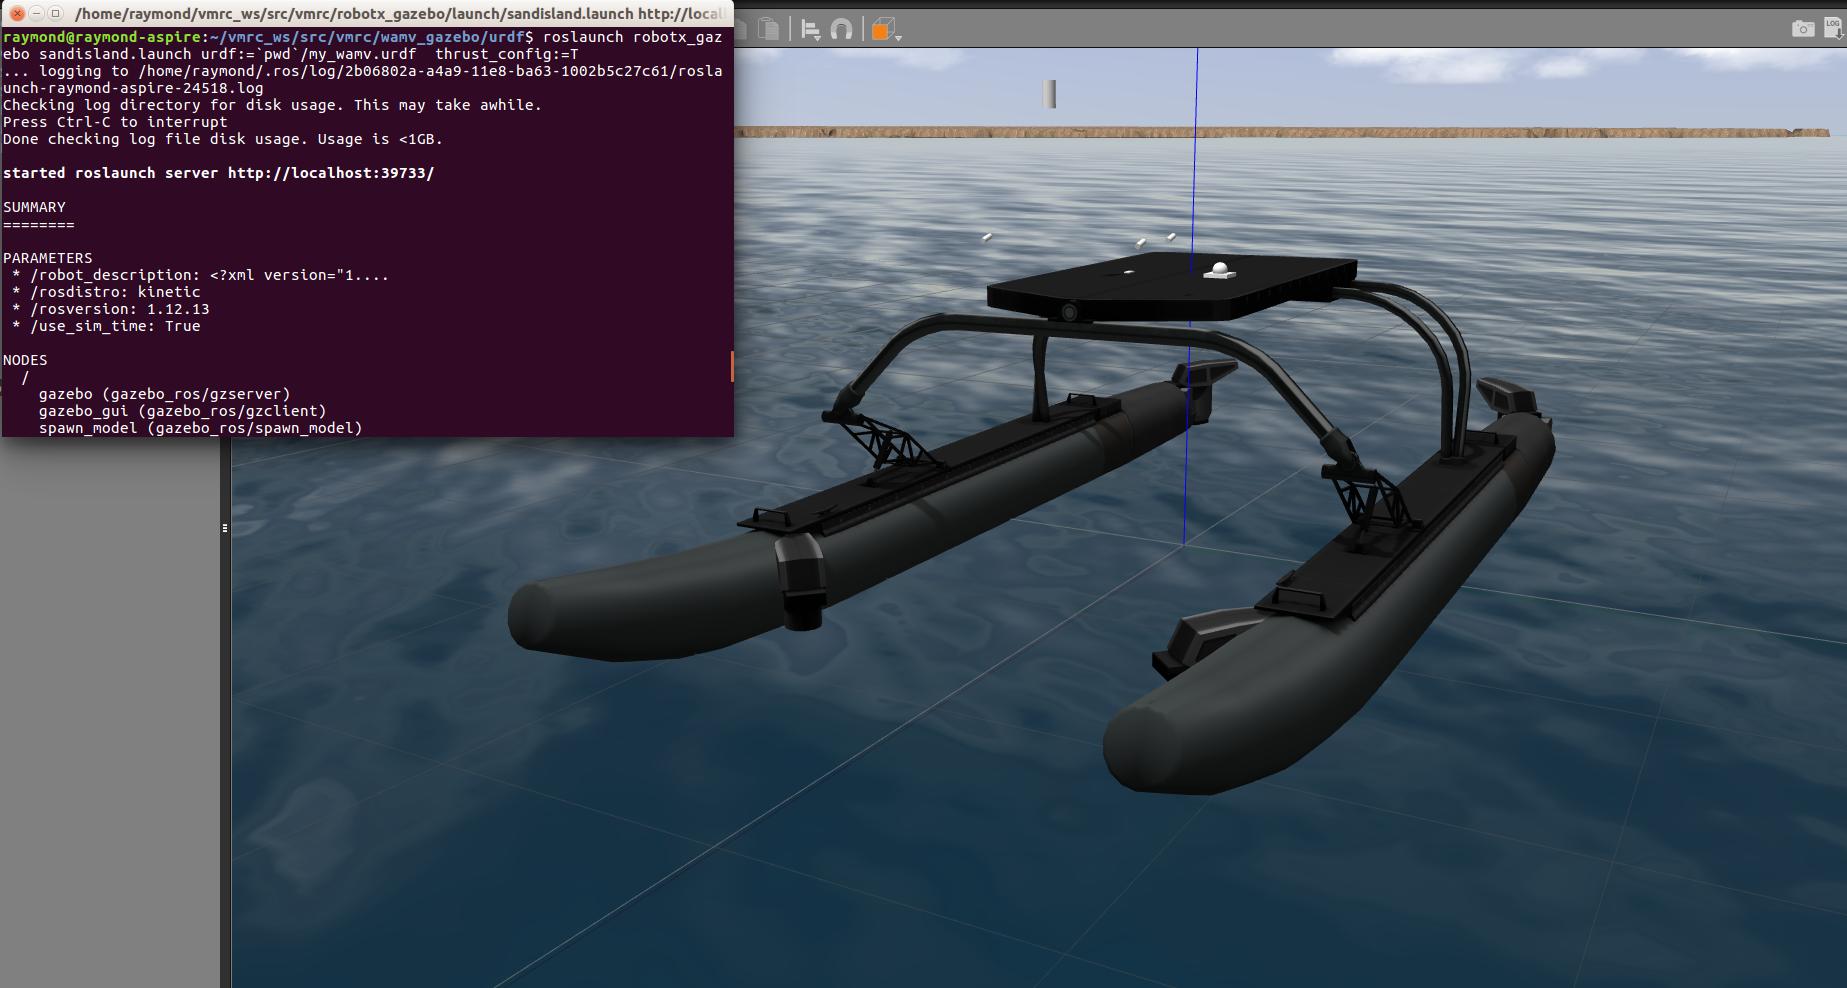 /home/raymond/vmrc_ws/src/vmrc/robotx_gazebo/launch/sandisland.launch http://local
raymond@raymond-aspire:~/vmrc_ws/src/vmrc/wamv_gazebo/urdf$ roslaunch robotx_gaz
ebo sandisland.launch urdf:=`pwd`/my_wamv.urdf  thrust_config:=T
... logging to /home/raymond/.ros/log/2b06802a-a4a9-11e8-ba63-1002b5c27c61/rosla
unch-raymond-aspire-24518.log
Checking log directory for disk usage. This may take awhile.
Press Ctrl-C to interrupt
Done checking log file disk usage. Usage is <1GB.
started roslaunch server http://localhost:39733/
SUMMARY
========
PARAMETERS
* /robot_description: <?xml version="1....
* /rosdistro: kinetic
* /rosversion: 1.12.13
* /use_sim_time: True
NODES
/
gazebo (gazebo_ros/gzserver)
gazebo_gui (gazebo_ros/gzclient)
spawn_model (gazebo_ros/spawn_model)
LOG